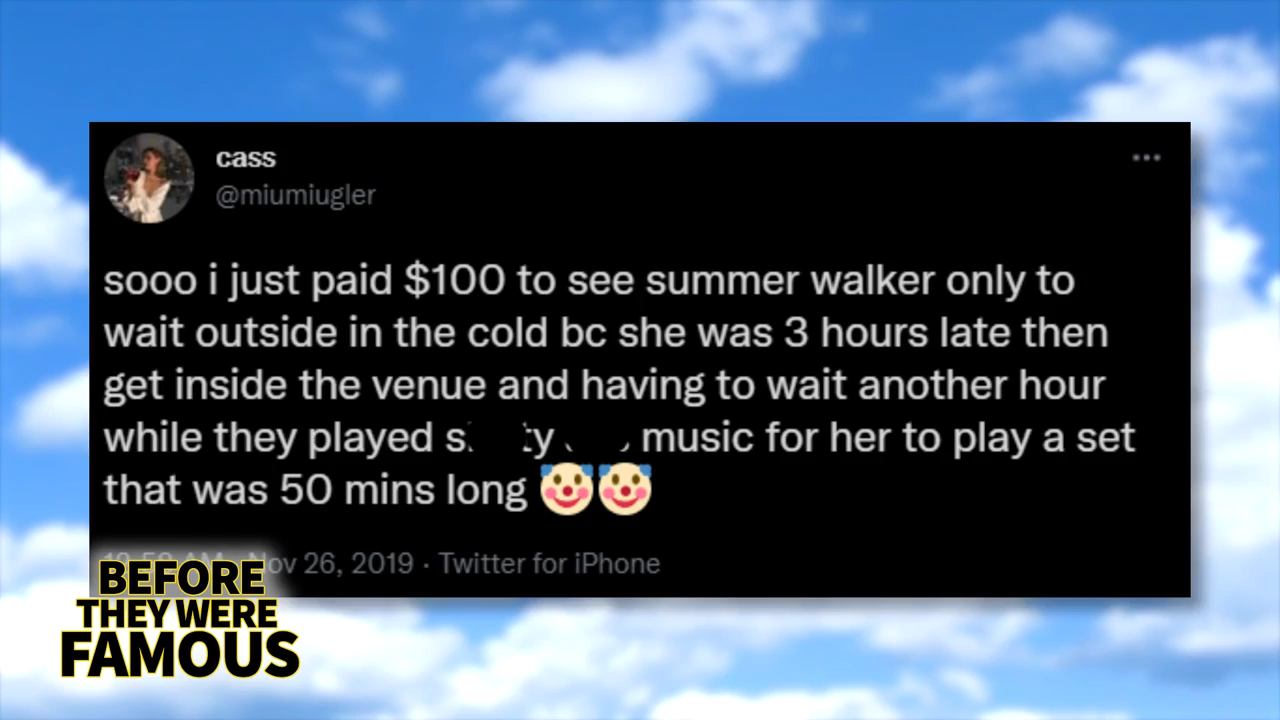 cass
@miumiugler
sooo i just paid $100 to see summer walker only to
wait outside in the cold bc she was 3 hours late then
get inside the venue and having to wait another hour
while they played music for her to play a set
that was 50 mins long 🤡🤡
Nov 26, 2019 · Twitter for iPhone
BEFORE
THEY WERE
FAMOUS